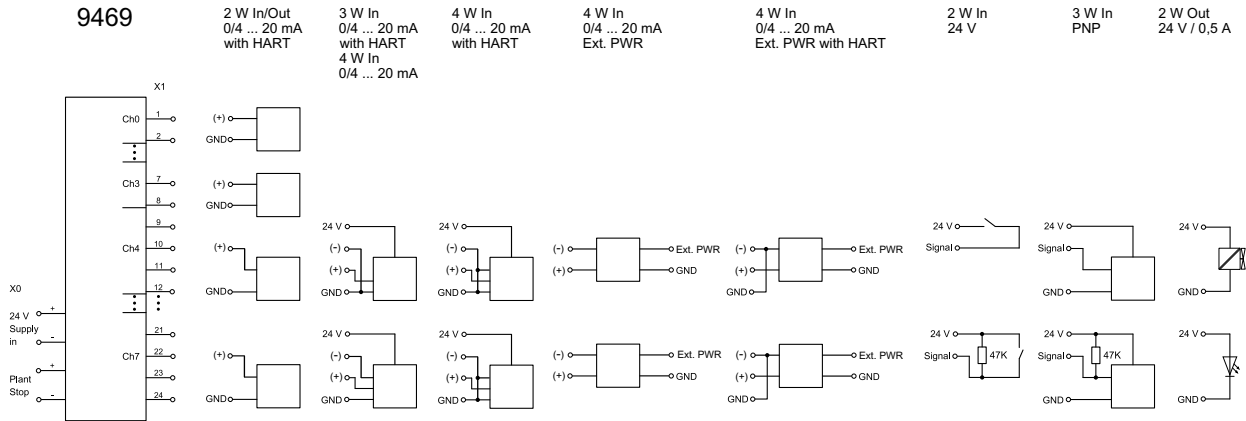 9469
2 W In/Out
0/4 ... 20 mA
with HART
3 W In
0/4 ... 20 mA
with HART
4 W In
0/4 ... 20 mA
4 W In
0/4 ... 20 mA
with HART
4 W In
0/4 ... 20 mA
Ext. PWR
4 W In
0/4 ... 20 mA
Ext. PWR with HART
2 W In
24 V
3 W In
PNP
2 W Out
24 V / 0,5 A
X1
Ch0
1
2
Ch3
7
8
9
Ch4
10
11
12
21
Ch7
22
23
24
X0
24 V
+
Supply
in
-
+
Plant
Stop
-
(+)
GND
(+)
GND
(+)
GND
(+)
GND
24 V
(-)
(+)
GND
24 V
(-)
(+)
GND
24 V
(-)
(+)
GND
24 V
(-)
(+)
GND
(-)
(+)
Ext. PWR
GND
(-)
(+)
Ext. PWR
GND
(-)
(+)
GND
Ext. PWR
GND
(-)
(+)
GND
Ext. PWR
GND
24 V
Signal
24 V
Signal
47K
24 V
Signal
GND
24 V
Signal
47K
GND
24 V
GND
24 V
GND